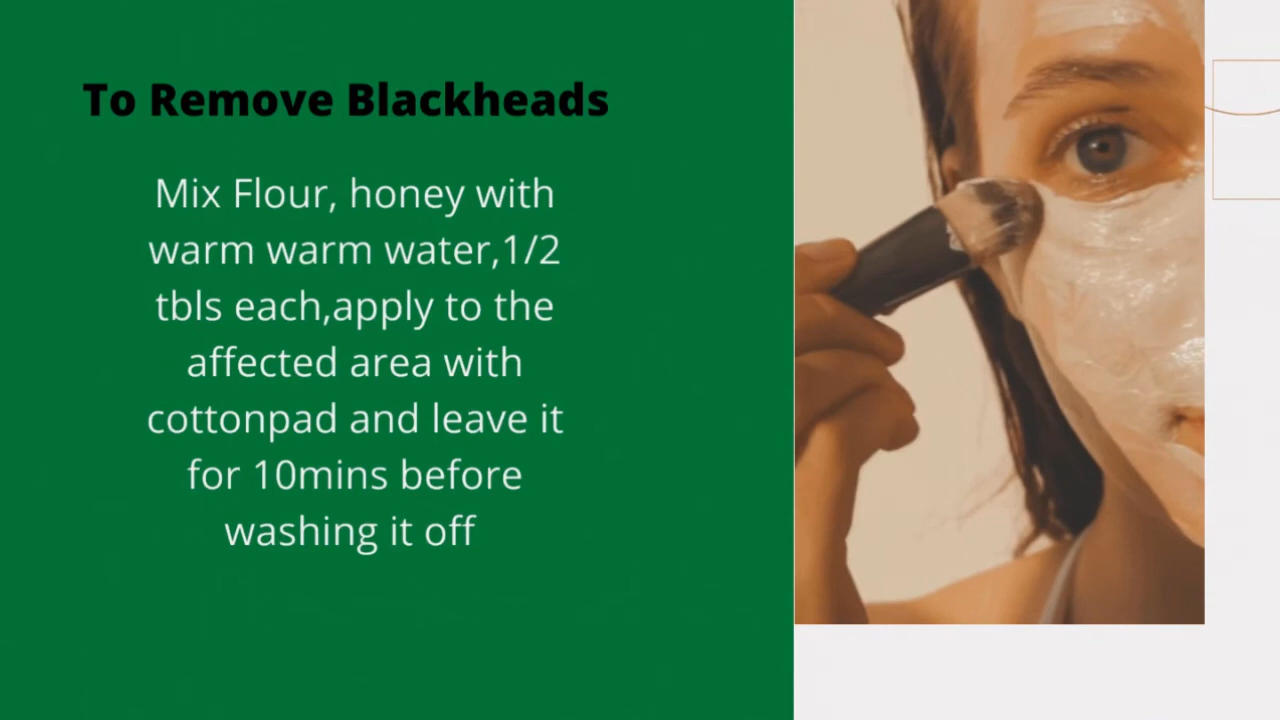 To Remove Blackheads
Mix Flour, honey with
warm warm water,1/2
tbls each,apply to the
affected area with
cottonpad and leave it
for 10mins before
washing it off